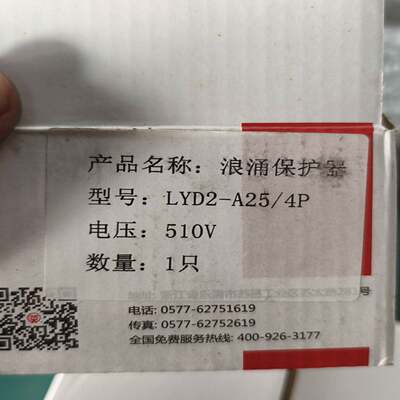 产品名称：浪涌保护器
型号：LYD2-A25/4P
电压：510V
数量：1只
号
电话: 0577-62751619
传真: 0577-62752619
全国免费服务热线: 400-926-3177